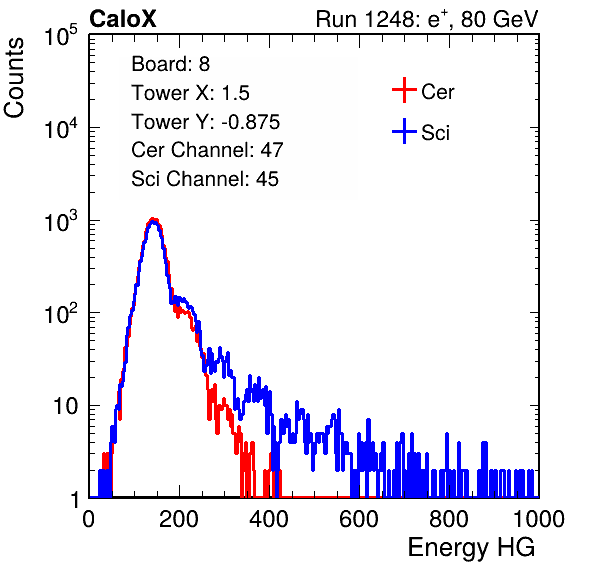 CaloX Run 1248: e⁺, 80 GeV
Board: 8
Tower X: 1.5
Tower Y: -0.875
Cer Channel: 47
Sci Channel: 45
Cer
Sci
Counts
10⁵
10⁴
10³
10²
10
1
0 200 400 600 800 1000
Energy HG